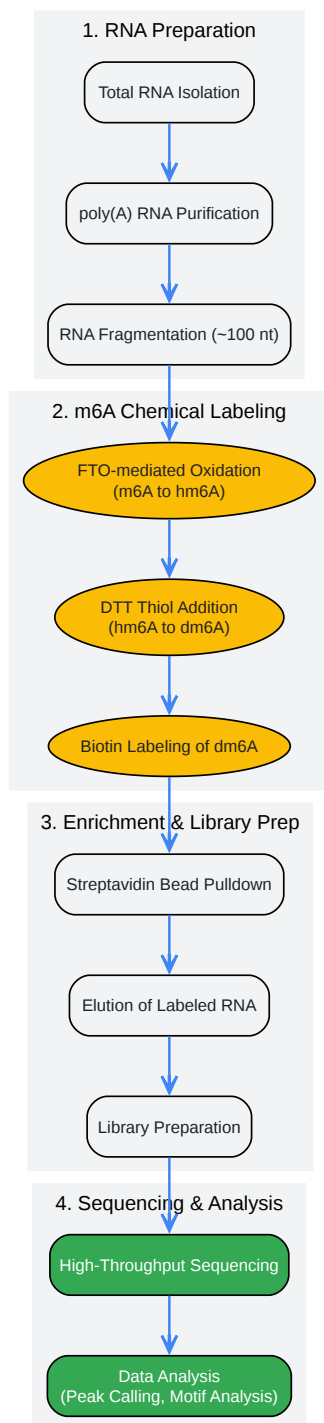 1. RNA Preparation
Total RNA Isolation
poly(A) RNA Purification
RNA Fragmentation (~100 nt)
2. m6A Chemical Labeling
FTO-mediated Oxidation
(m6A to hm6A)
DTT Thiol Addition
(hm6A to dm6A)
Biotin Labeling of dm6A
3. Enrichment & Library Prep
Streptavidin Bead Pulldown
Elution of Labeled RNA
Library Preparation
4. Sequencing & Analysis
High-Throughput Sequencing
Data Analysis
(Peak Calling, Motif Analysis)